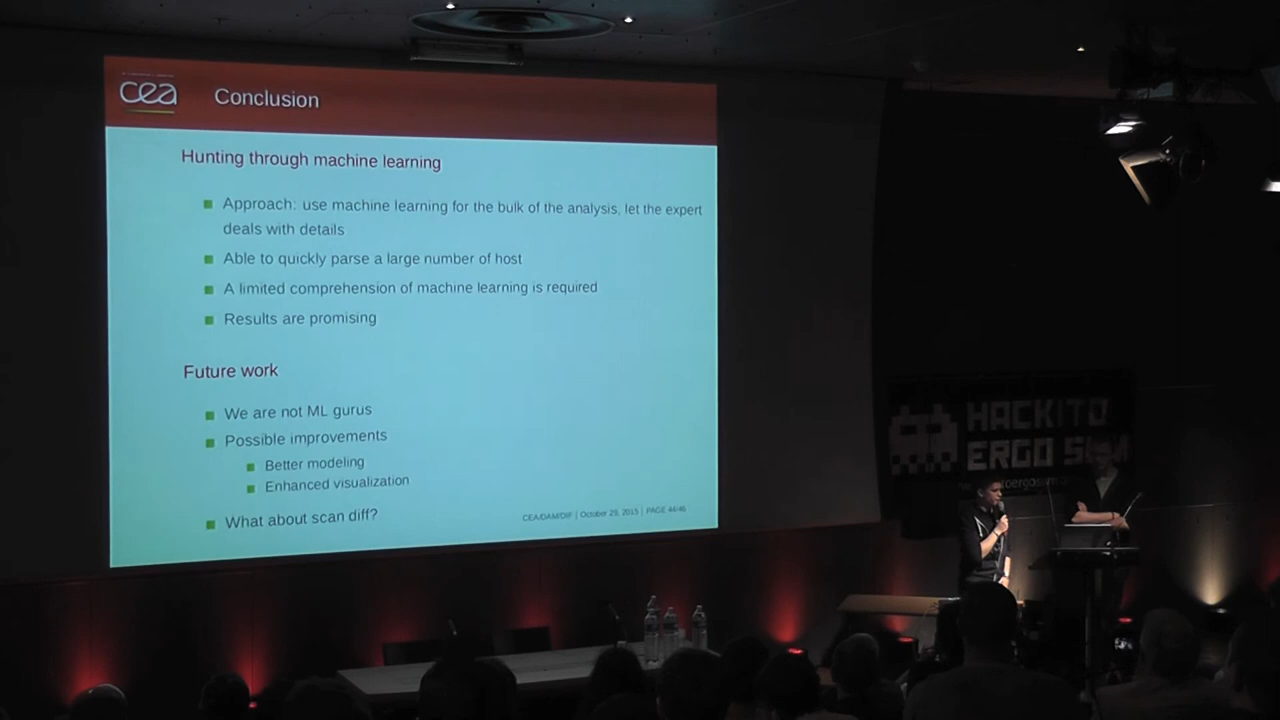 cea
Conclusion
Hunting through machine learning
Approach: use machine learning for the bulk of the analysis, let the expert
deals with details
Able to quickly parse a large number of host
A limited comprehension of machine learning is required
Results are promising
Future work
We are not ML gurus
Possible improvements
Better modeling
Enhanced visualization
What about scan diff?
CEA/DAM/DIF | October 29, 2015 | PAGE 44/46
HACKITO
ERGO SUM